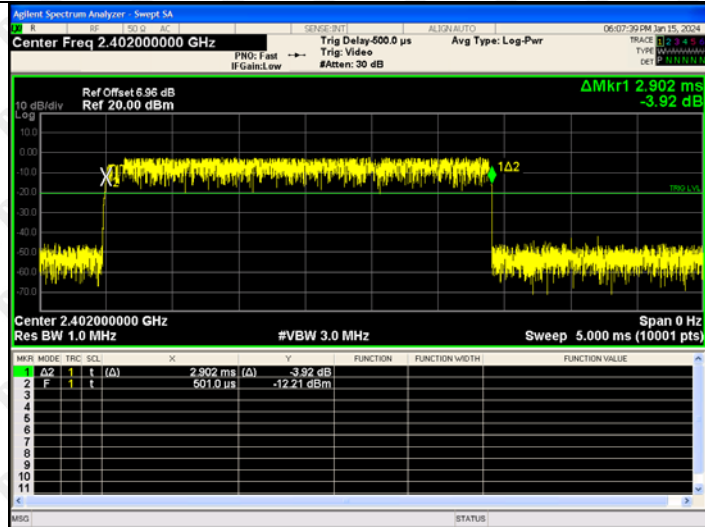 Agilent Spectrum Analyzer - Swept SA
R RF 50 Ω AC SENSE:INT ALIGN AUTO 06:07:39 PM Jan 15, 2024
Center Freq 2.402000000 GHz
PNO: Fast
IFGain:Low
Trig Delay-500.0 µs
Trig: Video
#Atten: 30 dB
Avg Type: Log-Pwr
TRACE 1 2 3 4 5 6
TYPE
DET P N N N N N
ΔMkr1 2.902 ms
-3.92 dB
Ref Offset 6.96 dB
10 dB/div Ref 20.00 dBm
Log
10.0
0.00
-10.0
-20.0
-30.0
-40.0
-50.0
-60.0
-70.0
X2
1Δ2
TRIG LVL
Center 2.402000000 GHz Span 0 Hz
Res BW 1.0 MHz #VBW 3.0 MHz Sweep 5.000 ms (10001 pts)
MKR MODE TRC SCL X Y FUNCTION FUNCTION WIDTH FUNCTION VALUE
1 Δ2 1 t (Δ) 2.902 ms (Δ) -3.92 dB
2 F 1 t 501.0 µs -12.21 dBm
3
4
5
6
7
8
9
10
11
MSG STATUS